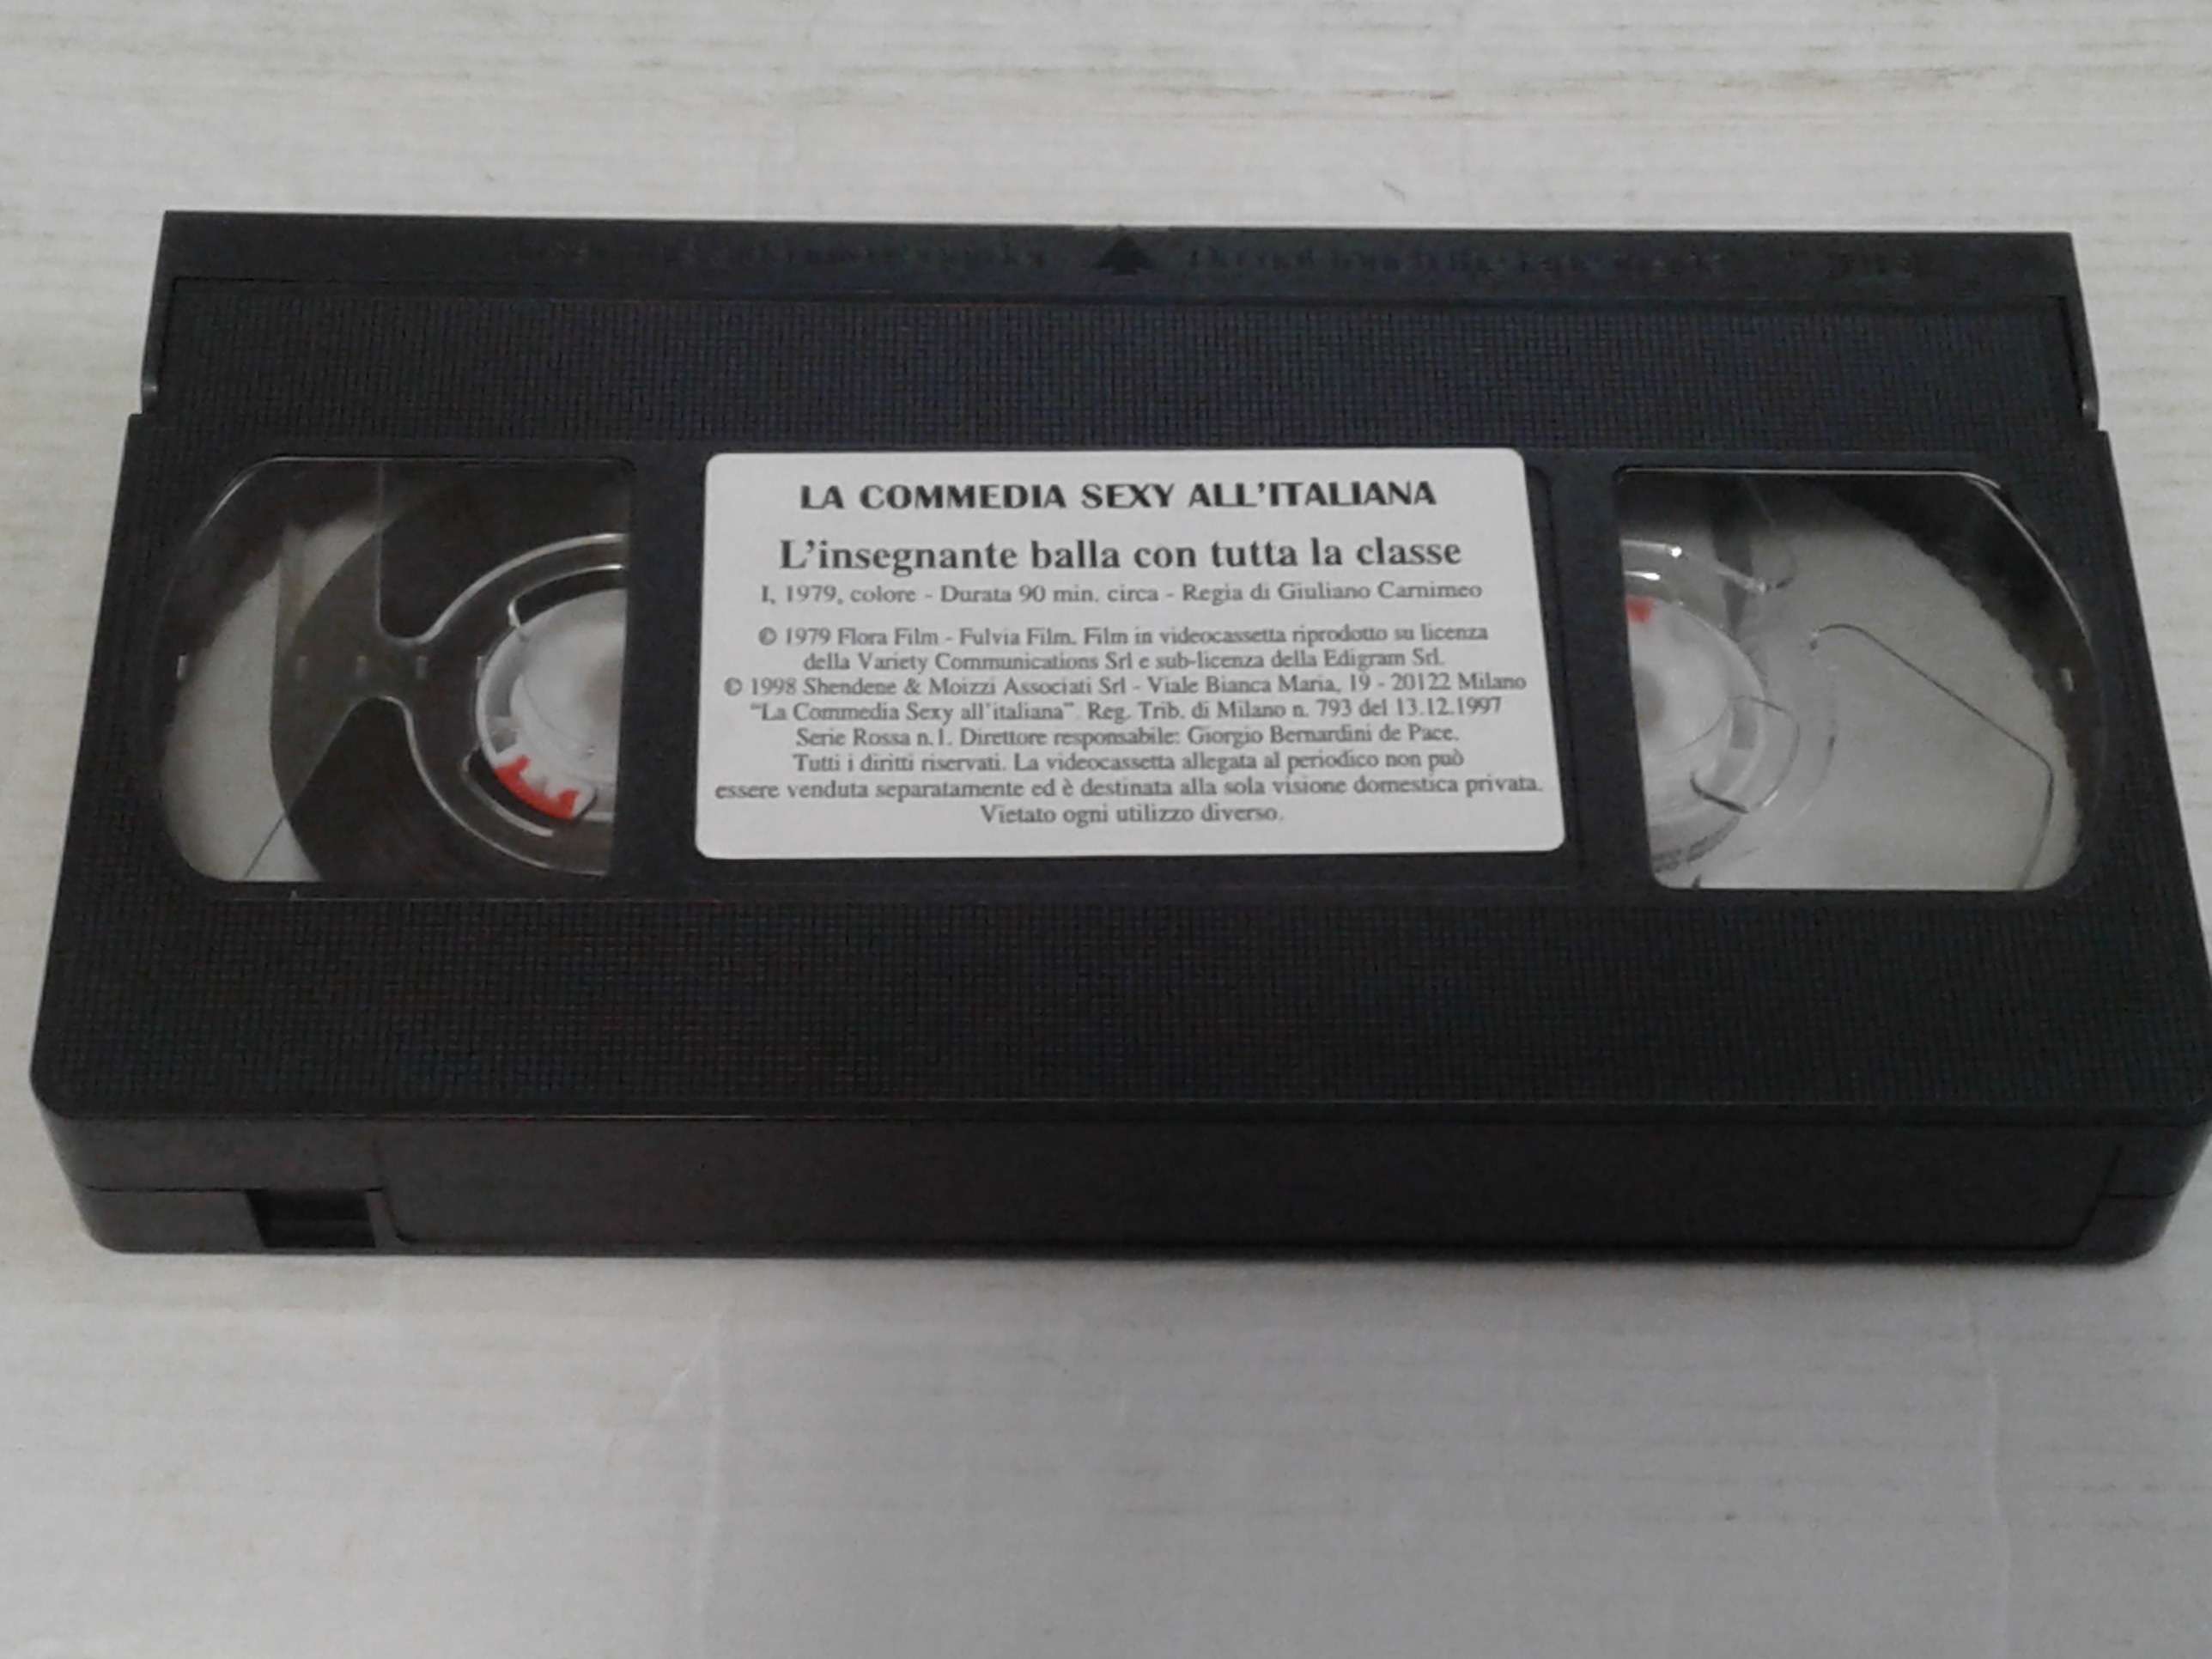 LA COMMEDIA SEXY ALL'ITALIANA
L'insegnante balla con tutta la classe
I, 1979, colore - Durata 90 min. circa - Regia di Giuliano Carnimeo
© 1979 Flora Film - Fulvia Film. Film in videocassetta riprodotto su licenza
della Variety Communications Srl e sub-licenza della Edigram Srl.
© 1998 Shendene & Moizzi Associati Srl - Viale Bianca Maria, 19 - 20122 Milano
"La Commedia Sexy all'italiana". Reg. Trib. di Milano n. 793 del 13.12.1997
Serie Rossa n.1. Direttore responsabile: Giorgio Bernardini de Pace.
Tutti i diritti riservati. La videocassetta allegata al periodico non può
essere venduta separatamente ed è destinata alla sola visione domestica privata.
Vietato ogni utilizzo diverso.